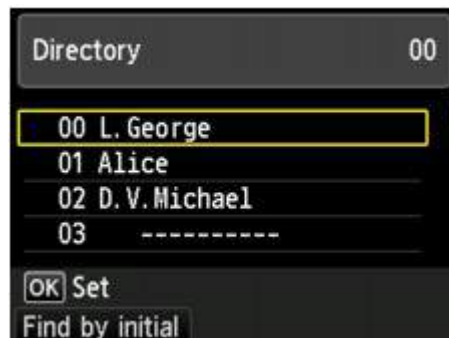 Directory 00
00 L.George
01 Alice
02 D.V.Michael
03 ----------
OK Set
Find by initial